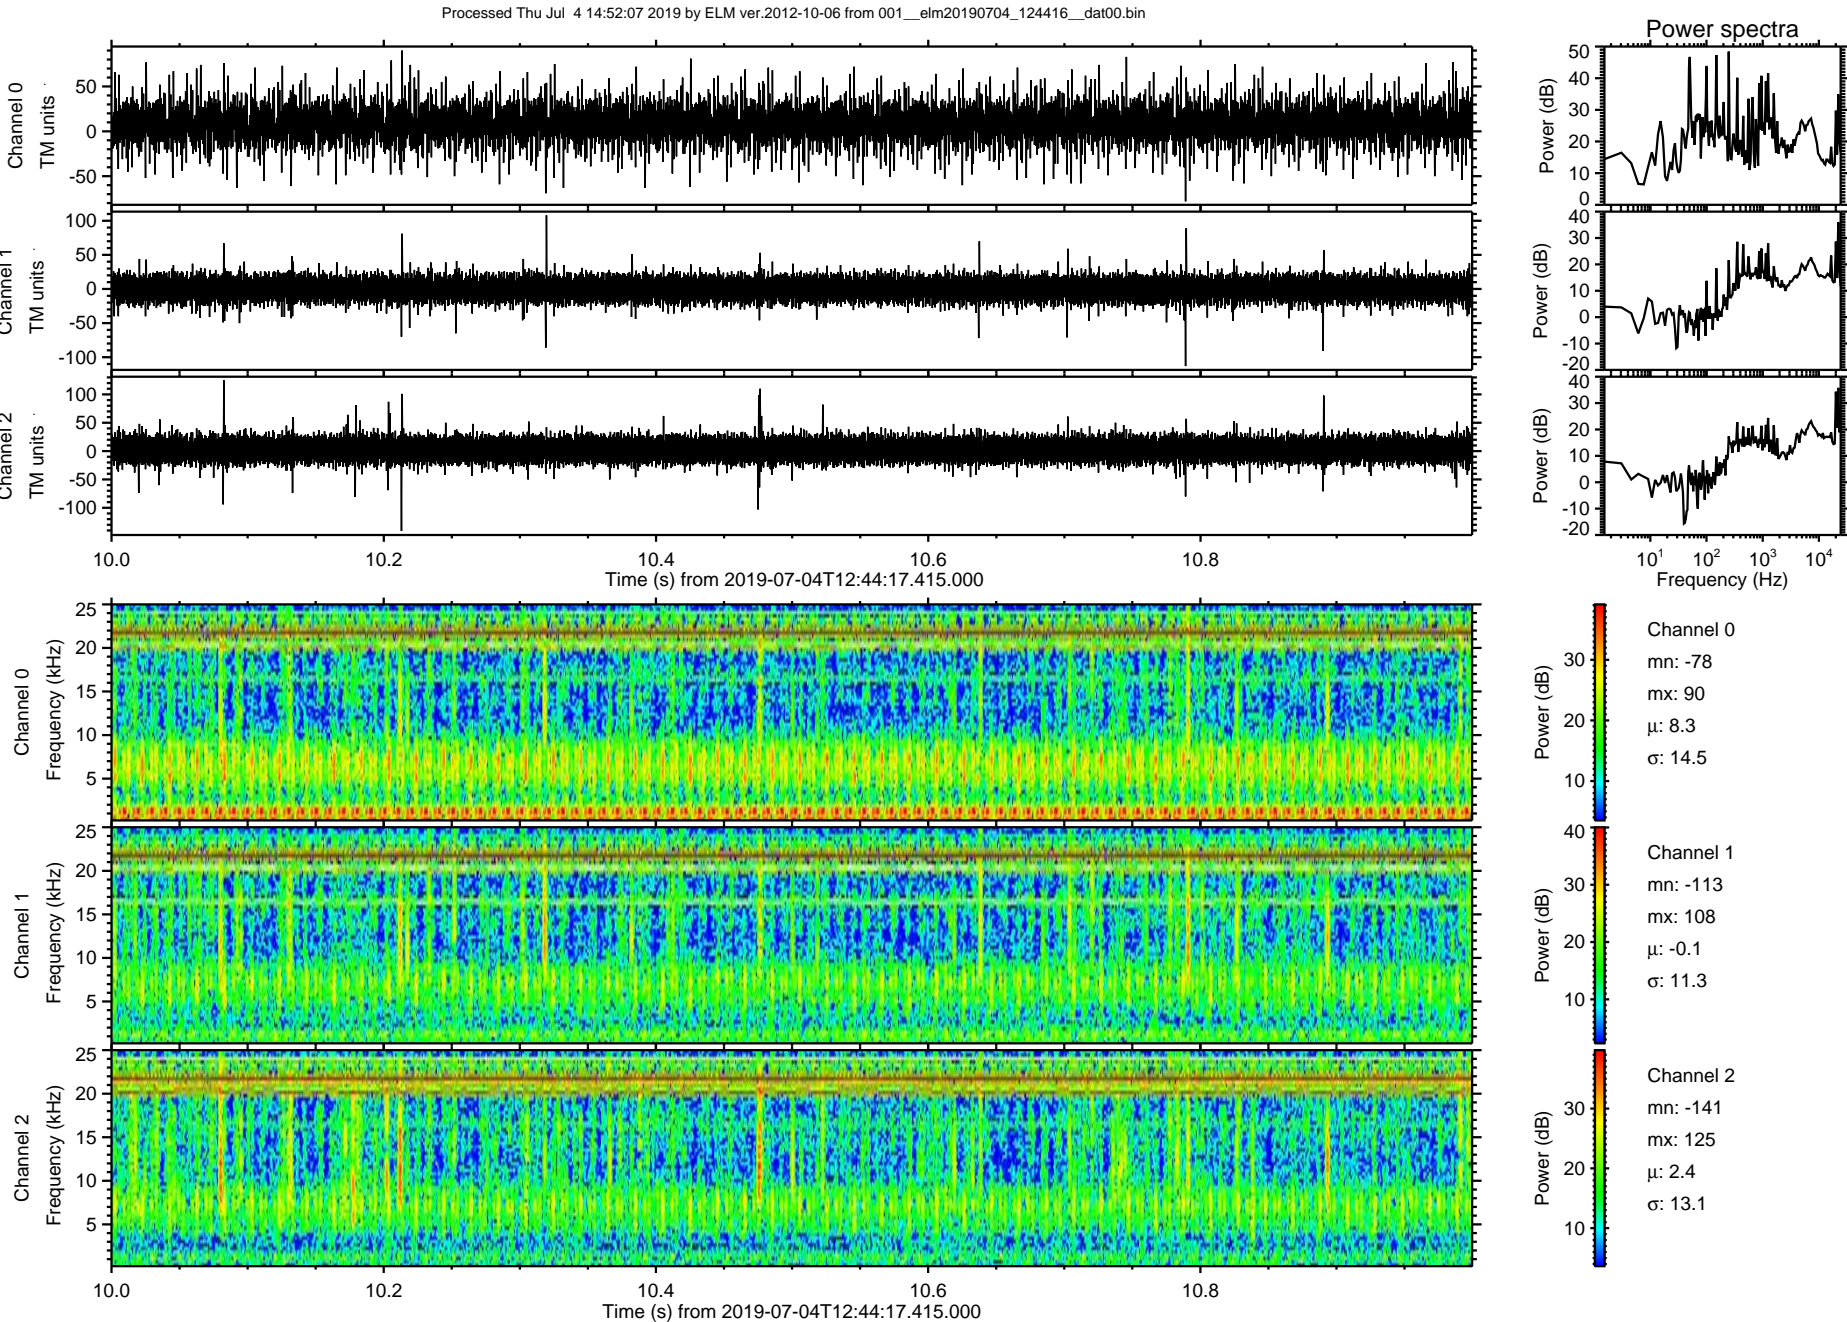 Processed Thu Jul 4 14:52:07 2019 by ELM ver.2012-10-06 from 001__elm20190704_124416__dat00.bin
Power spectra
Channel 0
TM units
50
0
-50
Power (dB)
50
40
30
20
10
0
Channel 1
TM units
100
50
0
-50
-100
Power (dB)
40
30
20
10
0
-10
-20
Channel 2
TM units
100
50
0
-50
-100
Power (dB)
40
30
20
10
0
-10
-20
10.0 10.2 10.4 10.6 10.8
Time (s) from 2019-07-04T12:44:17.415.000
10¹ 10² 10³ 10⁴
Frequency (Hz)
Channel 0
Frequency (kHz)
25
20
15
10
5
Power (dB)
30
20
10
Channel 0
mn: -78
mx: 90
μ: 8.3
σ: 14.5
Channel 1
Frequency (kHz)
25
20
15
10
5
Power (dB)
40
30
20
10
Channel 1
mn: -113
mx: 108
μ: -0.1
σ: 11.3
Channel 2
Frequency (kHz)
25
20
15
10
5
Power (dB)
30
20
10
Channel 2
mn: -141
mx: 125
μ: 2.4
σ: 13.1
10.0 10.2 10.4 10.6 10.8
Time (s) from 2019-07-04T12:44:17.415.000